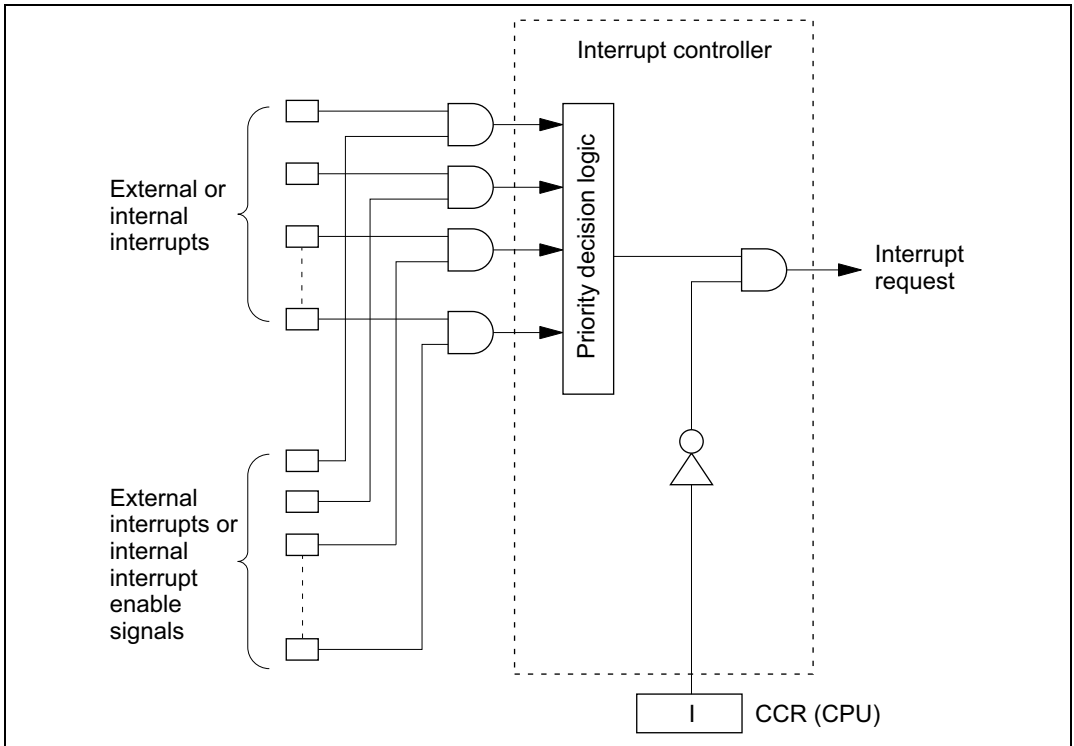 Interrupt controller
External or
internal
interrupts
Priority decision logic
Interrupt
request
External
interrupts or
internal
interrupt
enable
signals
I
CCR (CPU)